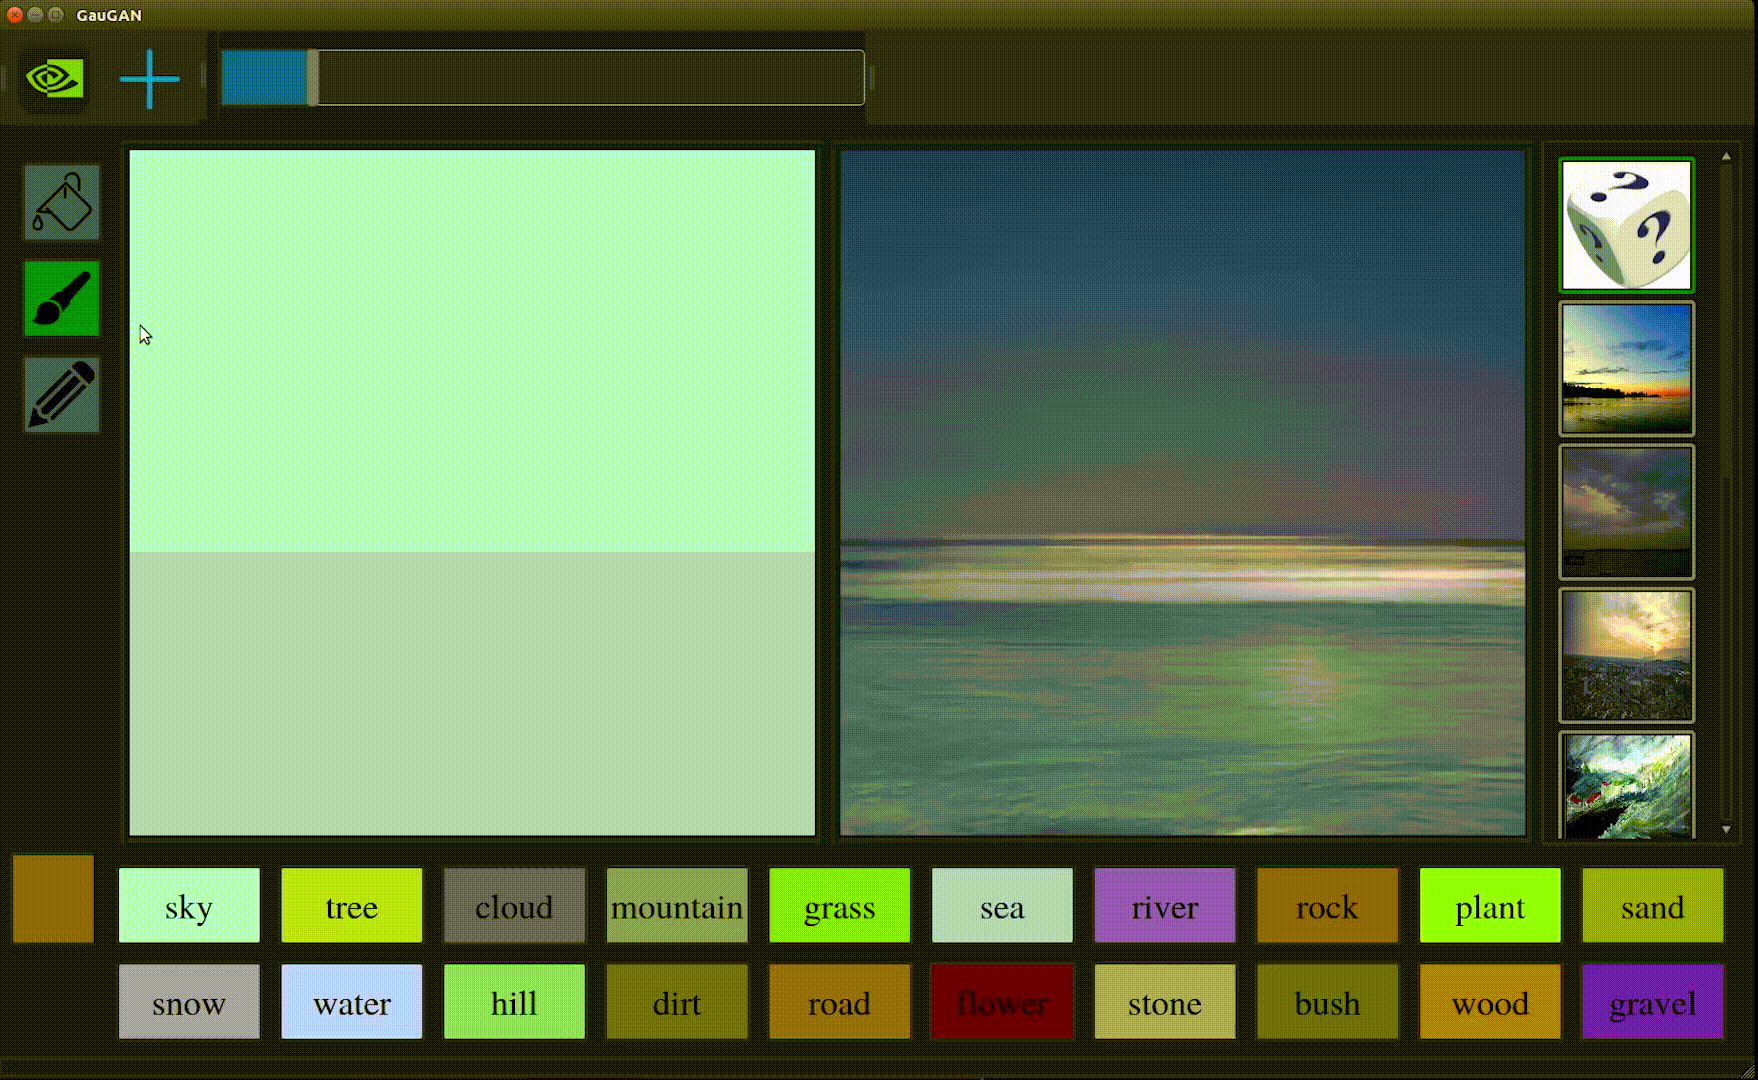 GauGAN
sky tree cloud mountain grass sea river rock plant sand
snow water hill dirt road flower stone bush wood gravel